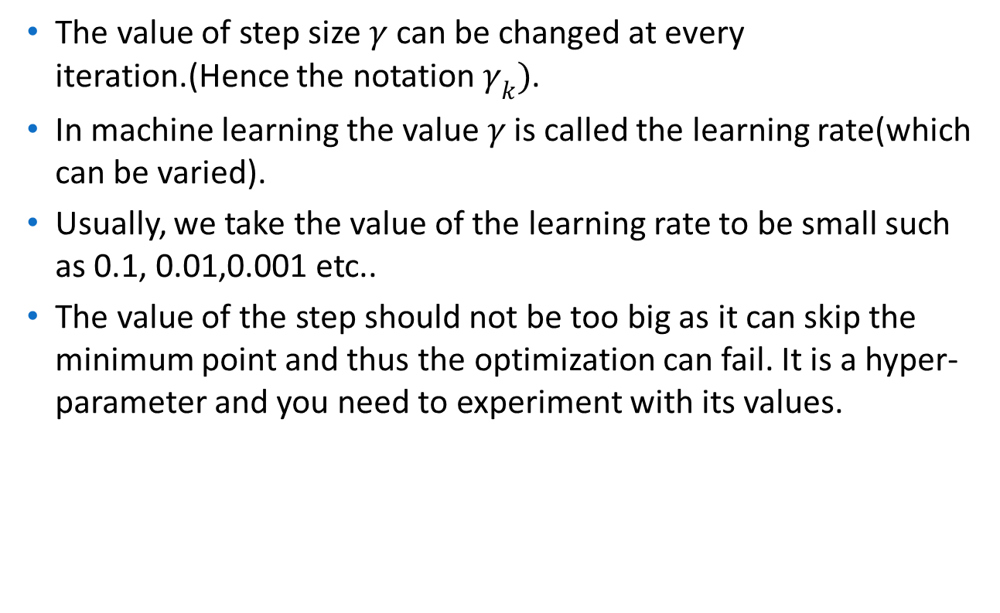 • The value of step size γ can be changed at every
iteration.(Hence the notation γₖ).
• In machine learning the value γ is called the learning rate(which
can be varied).
• Usually, we take the value of the learning rate to be small such
as 0.1, 0.01,0.001 etc..
• The value of the step should not be too big as it can skip the
minimum point and thus the optimization can fail. It is a hyper-
parameter and you need to experiment with its values.